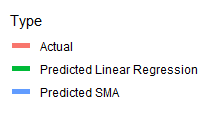 Type
Actual
Predicted Linear Regression
Predicted SMA